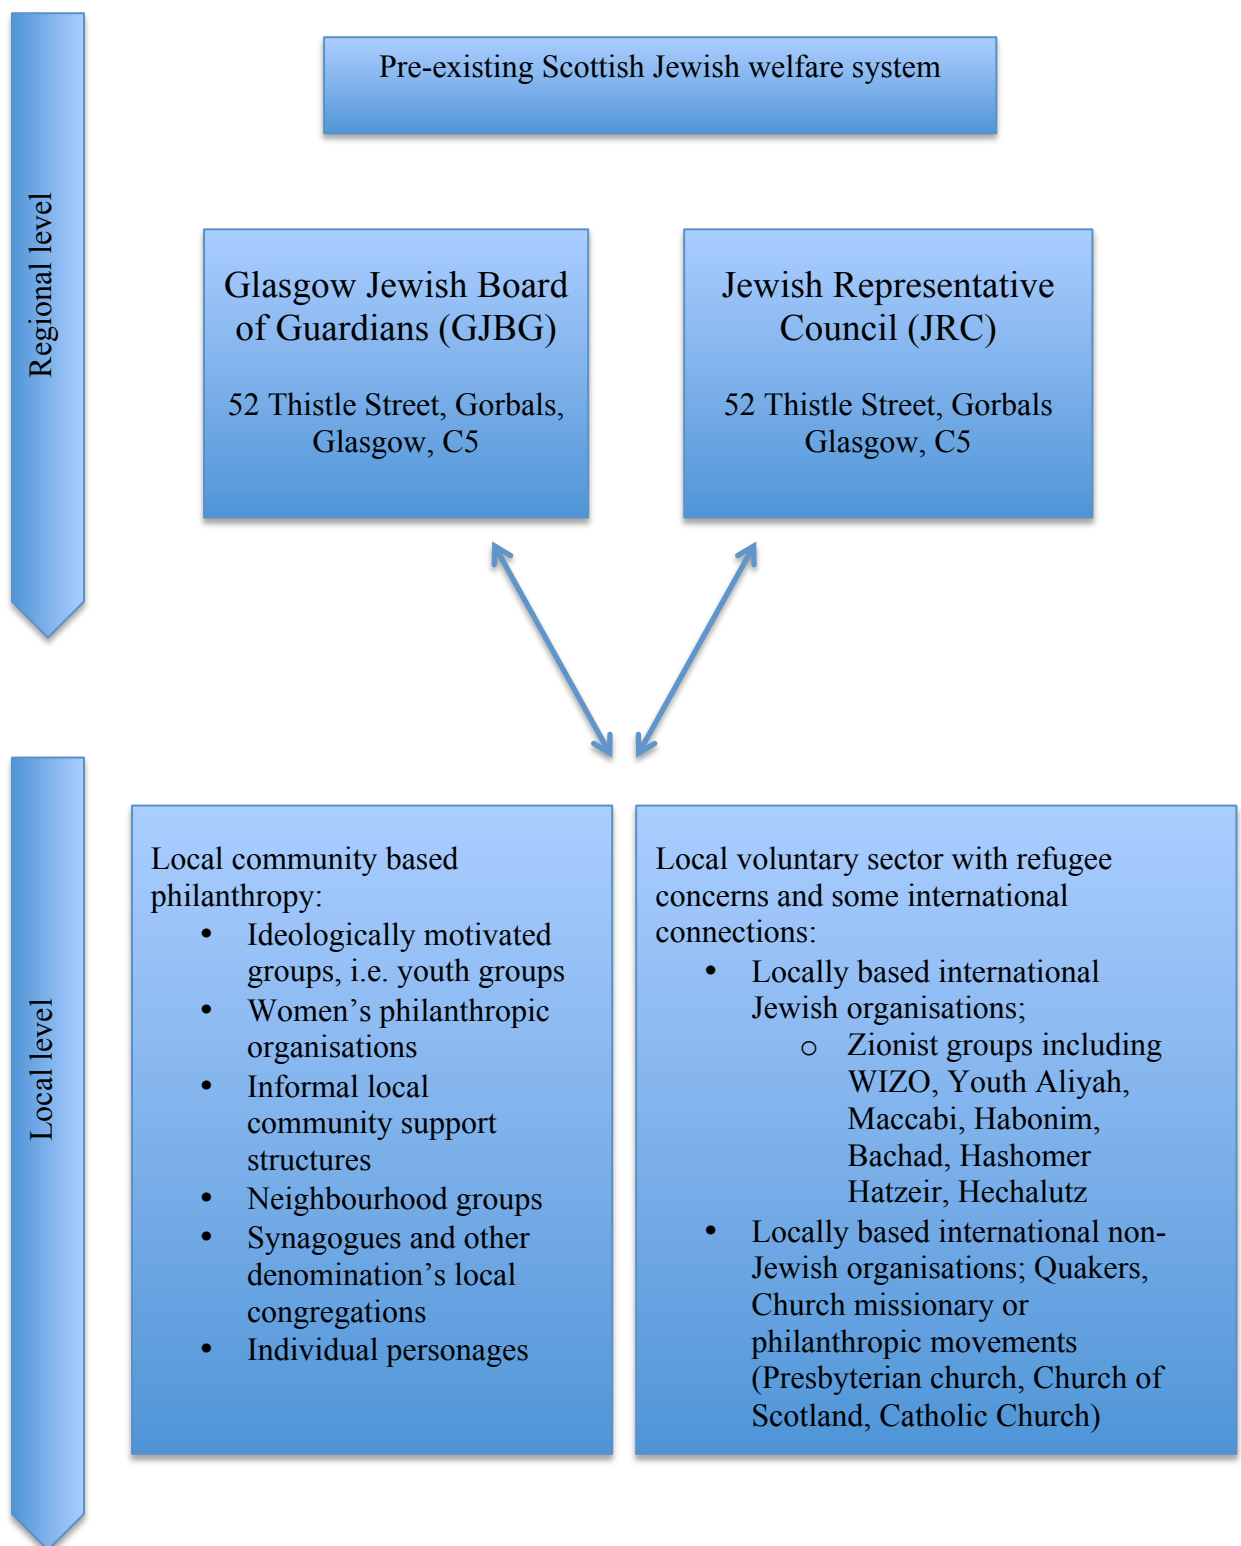 Pre-existing Scottish Jewish welfare system
Regional level
Glasgow Jewish Board
of Guardians (GJBG)
52 Thistle Street, Gorbals,
Glasgow, C5
Jewish Representative
Council (JRC)
52 Thistle Street, Gorbals
Glasgow, C5
Local level
Local community based
philanthropy:
• Ideologically motivated
groups, i.e. youth groups
• Women’s philanthropic
organisations
• Informal local
community support
structures
• Neighbourhood groups
• Synagogues and other
denomination’s local
congregations
• Individual personages
Local voluntary sector with refugee
concerns and some international
connections:
• Locally based international
Jewish organisations;
o Zionist groups including
WIZO, Youth Aliyah,
Maccabi, Habonim,
Bachad, Hashomer
Hatzeir, Hechalutz
• Locally based international non-
Jewish organisations; Quakers,
Church missionary or
philanthropic movements
(Presbyterian church, Church of
Scotland, Catholic Church)